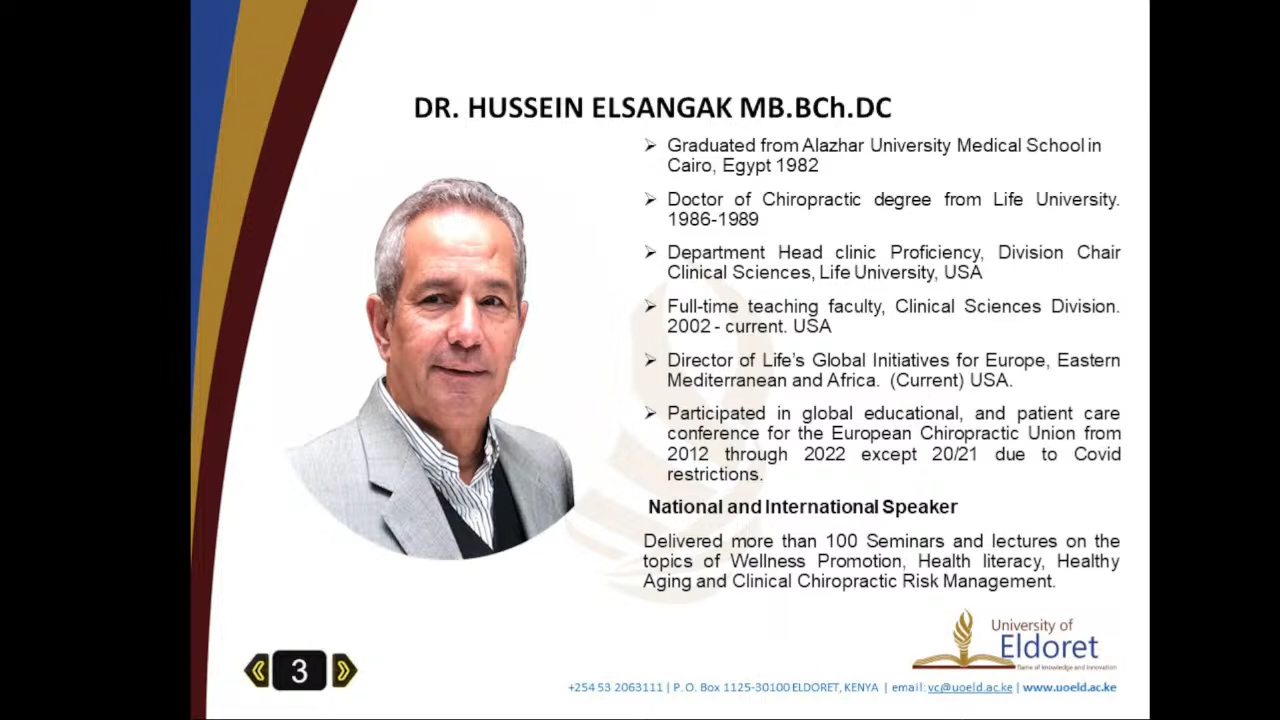 DR. HUSSEIN ELSANGAK MB.BCh.DC
➢ Graduated from Alazhar University Medical School in
Cairo, Egypt 1982
➢ Doctor of Chiropractic degree from Life University.
1986-1989
➢ Department Head clinic Proficiency, Division Chair
Clinical Sciences, Life University, USA
➢ Full-time teaching faculty, Clinical Sciences Division.
2002 - current. USA
➢ Director of Life's Global Initiatives for Europe, Eastern
Mediterranean and Africa. (Current) USA.
➢ Participated in global educational, and patient care
conference for the European Chiropractic Union from
2012 through 2022 except 20/21 due to Covid
restrictions.
National and International Speaker
Delivered more than 100 Seminars and lectures on the
topics of Wellness Promotion, Health literacy, Healthy
Aging and Clinical Chiropractic Risk Management.
University of
Eldoret
flame of knowledge and innovation
3
+254 53 2063111 | P. O. Box 1125-30100 ELDORET, KENYA | email: vc@uoeld.ac.ke | www.uoeld.ac.ke